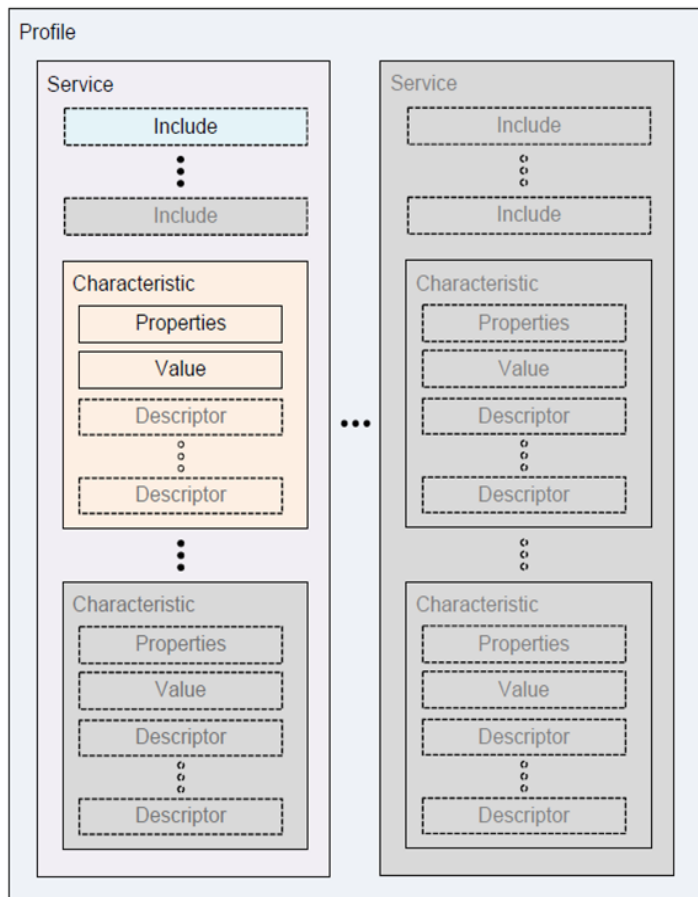 Profile
Service
Include
Include
Characteristic
Properties
Value
Descriptor
Descriptor
Characteristic
Properties
Value
Descriptor
Descriptor
Service
Include
Include
Characteristic
Properties
Value
Descriptor
Descriptor
Characteristic
Properties
Value
Descriptor
Descriptor